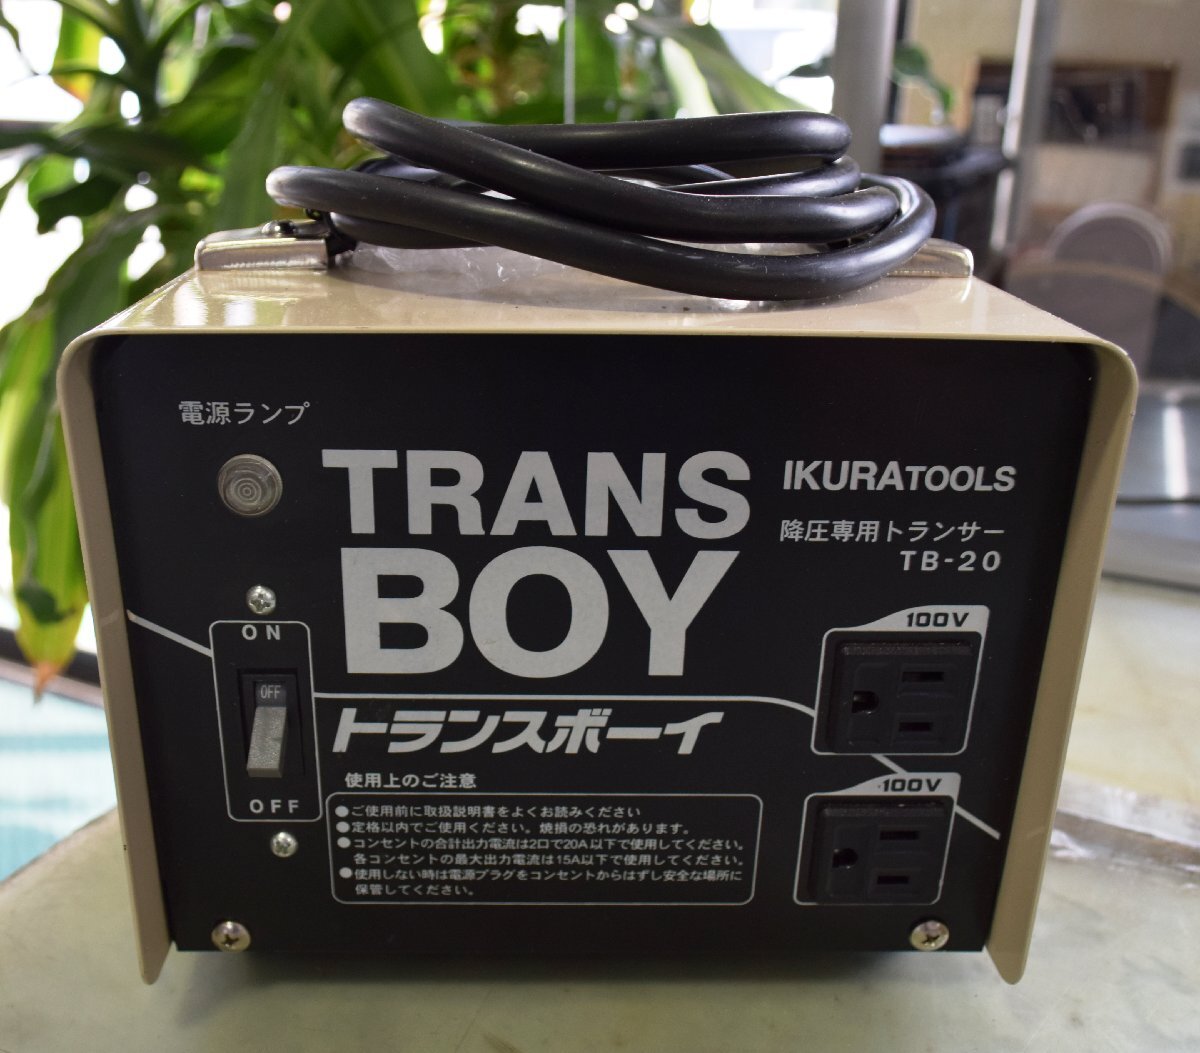 電源ランプ
TRANS
BOY
IKURATOOLS
降圧専用トランサー
TB-20
100V
ON
OFF
OFF
トランスボーイ
100V
使用上のご注意
●ご使用前に取扱説明書をよくお読みください
●定格以内でご使用ください。焼損の恐れがあります。
●コンセントの合計出力電流は2口で20A以下で使用してください。
各コンセントの最大出力電流は15A以下で使用してください。
●使用しない時は電源プラグをコンセントからはずし安全な場所に
保管してください。